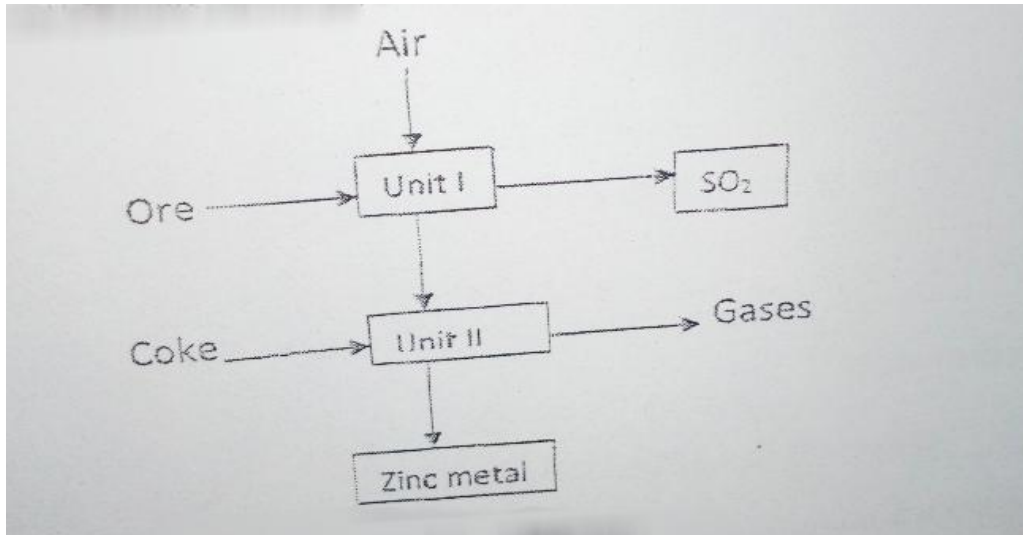 Air
Unit I
SO₂
Ore
Gases
Coke
Unit II
Zinc metal